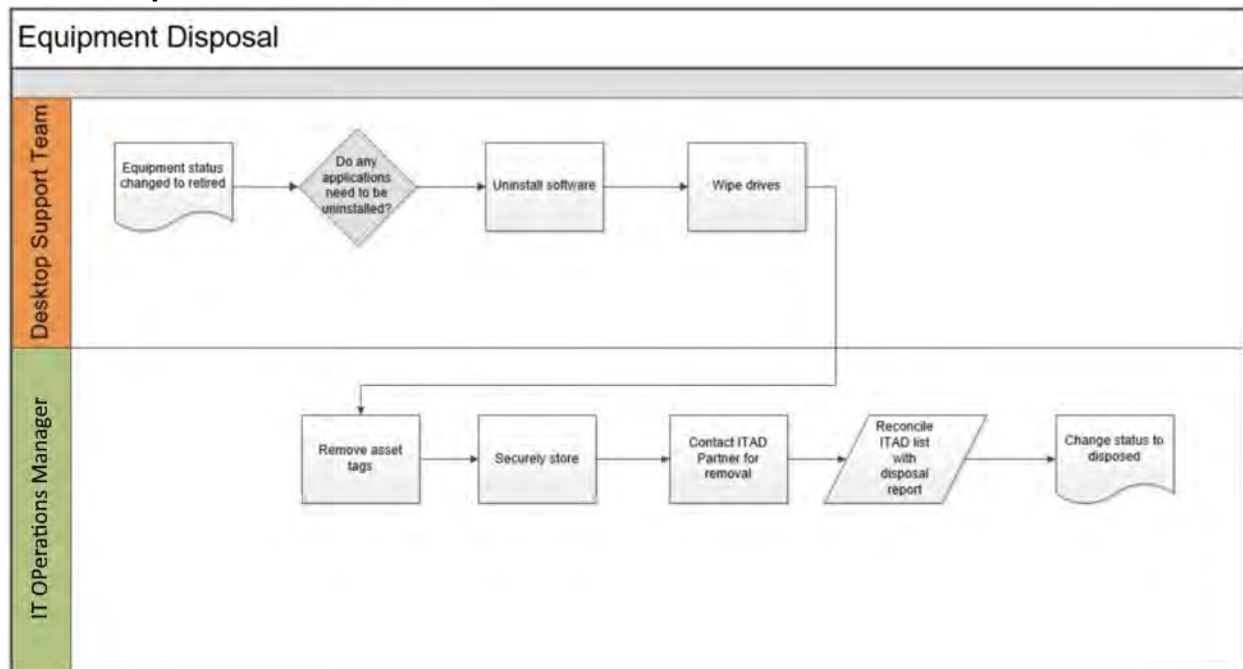 Equipment Disposal
Desktop Support Team
Equipment status
changed to retired
Do any
applications
need to be
uninstalled?
Uninstall software
Wipe drives
IT OPerations Manager
Remove asset
tags
Securely store
Contact ITAD
Partner for
removal
Reconcile
ITAD list
with
disposal
report
Change status to
disposed